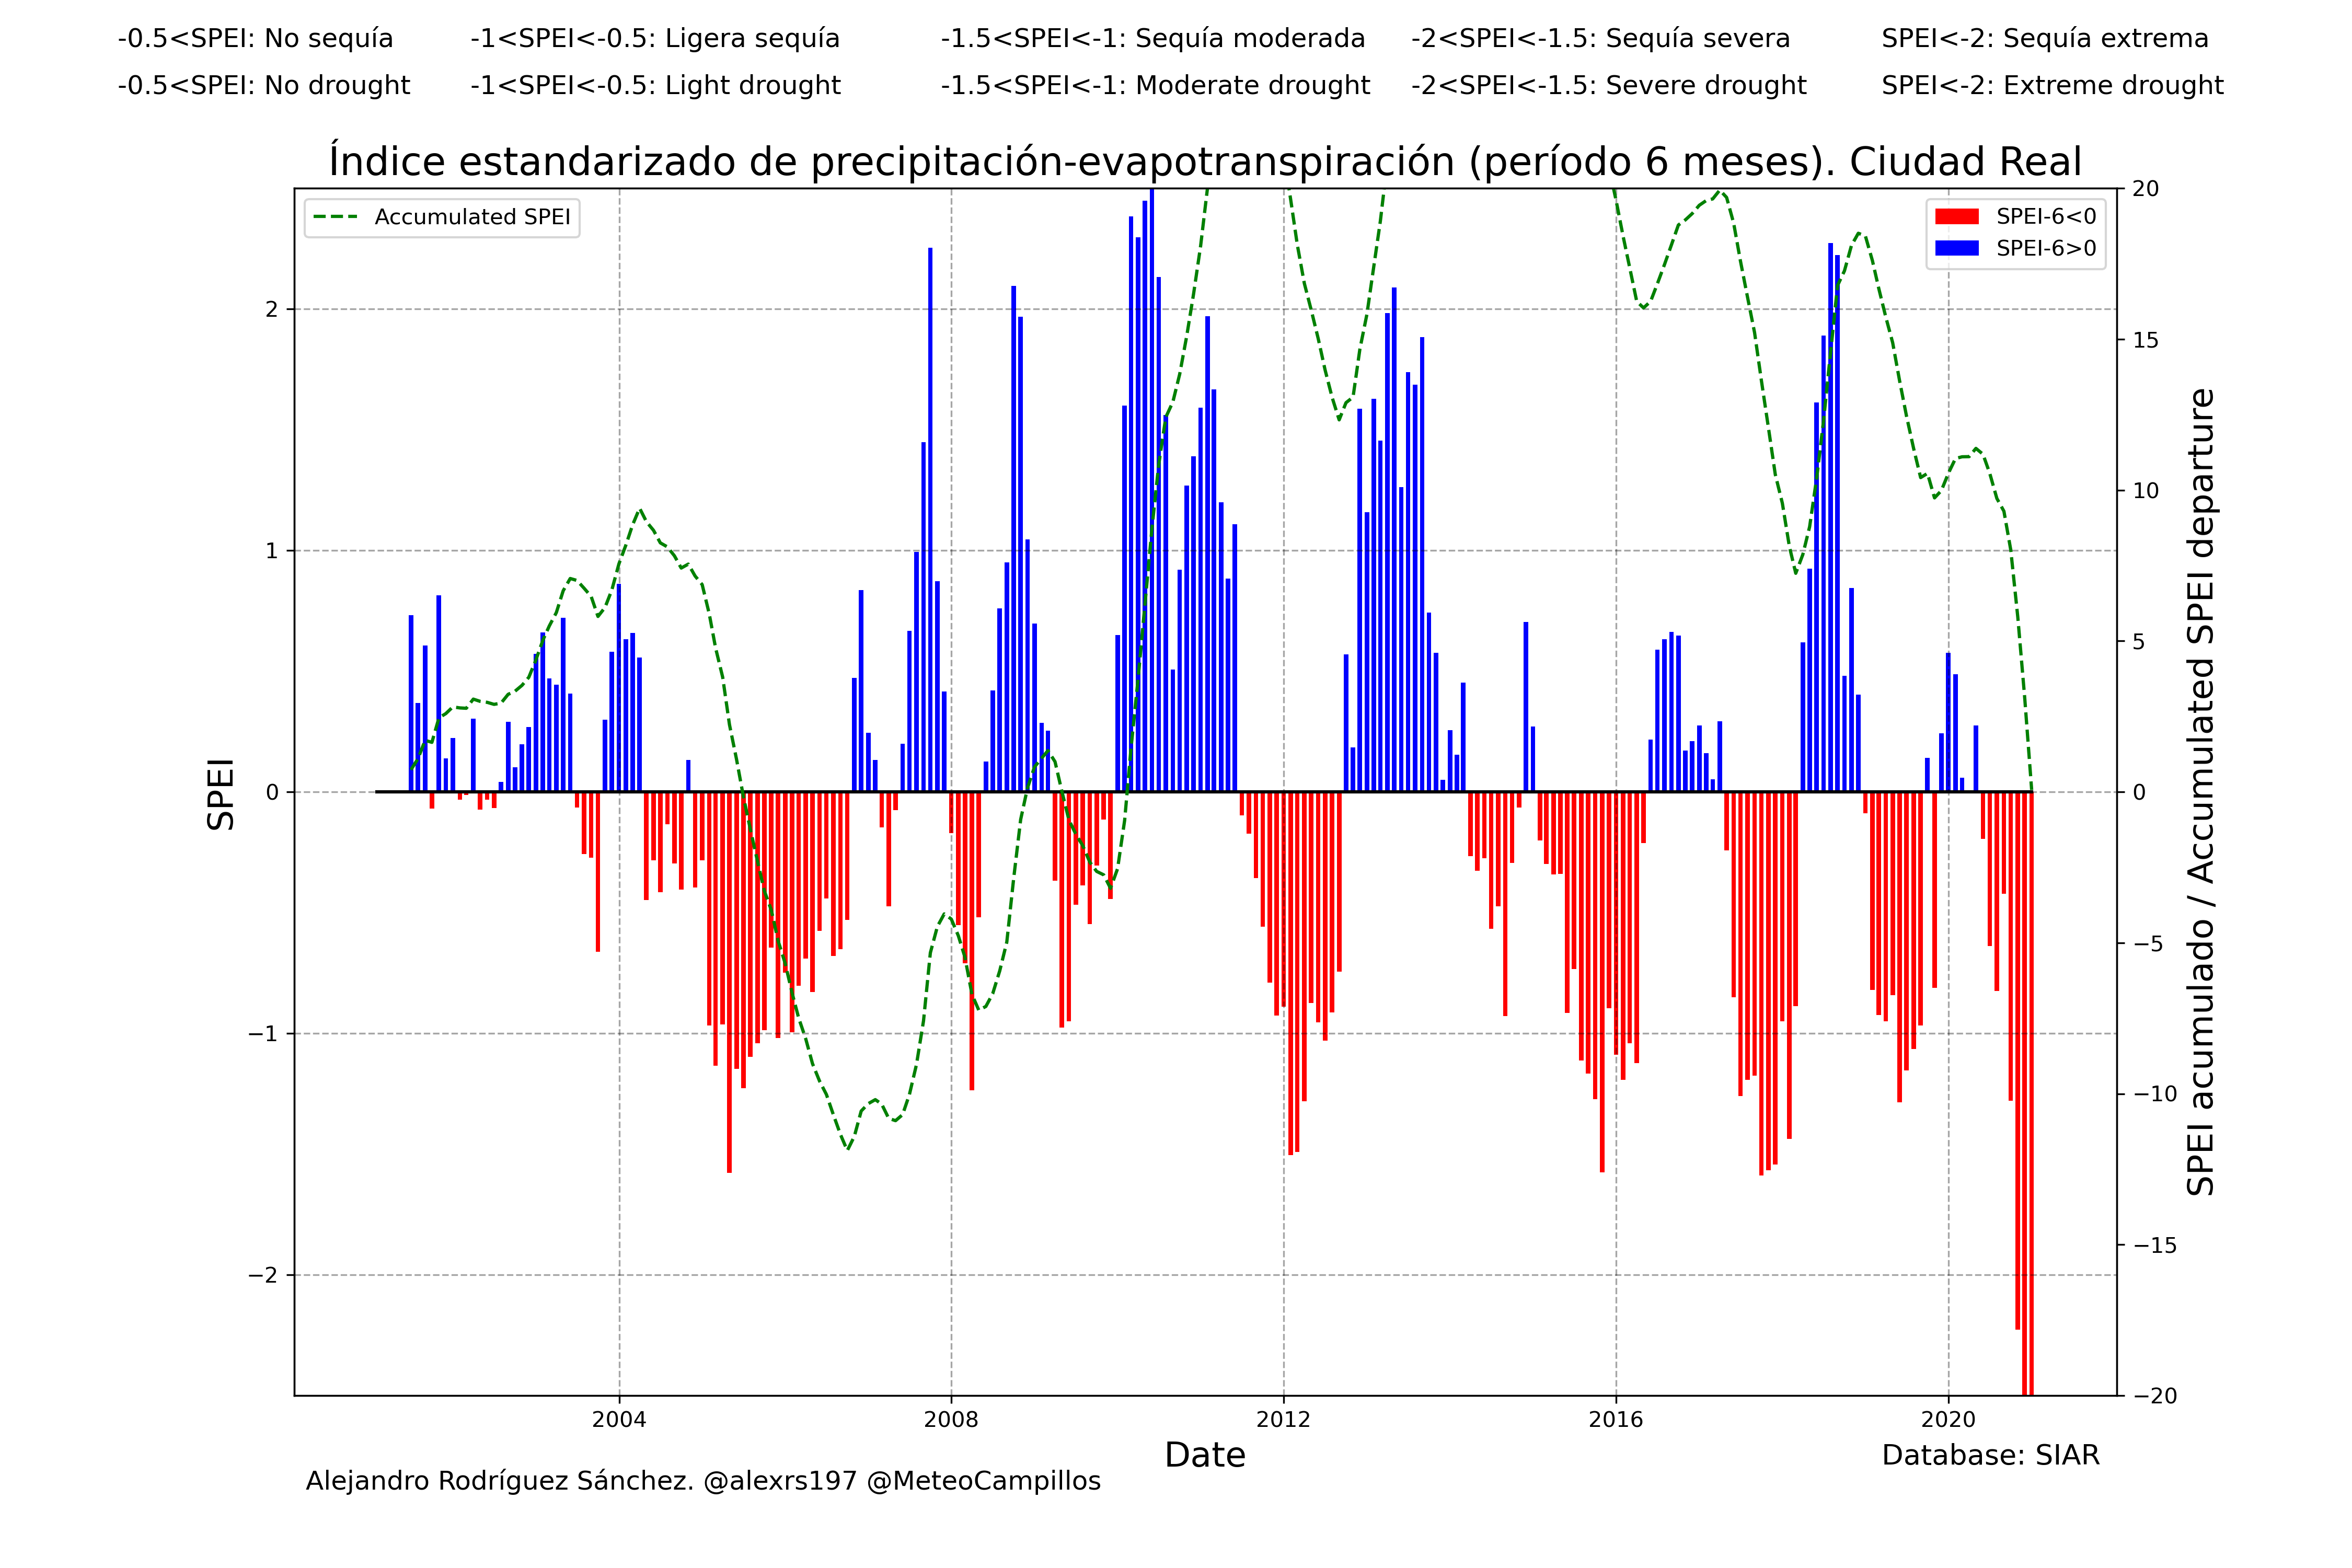 -0.5<SPEI: No sequía -1<SPEI<-0.5: Ligera sequía -1.5<SPEI<-1: Sequía moderada -2<SPEI<-1.5: Sequía severa SPEI<-2: Sequía extrema
-0.5<SPEI: No drought -1<SPEI<-0.5: Light drought -1.5<SPEI<-1: Moderate drought -2<SPEI<-1.5: Severe drought SPEI<-2: Extreme drought
Índice estandarizado de precipitación-evapotranspiración (período 6 meses). Ciudad Real
Accumulated SPEI
SPEI-6<0
SPEI-6>0
2
1
0
−1
−2
SPEI
20
15
10
5
0
−5
−10
−15
−20
SPEI acumulado / Accumulated SPEI departure
2004 2008 2012 2016 2020
Date
Database: SIAR
Alejandro Rodríguez Sánchez. @alexrs197 @MeteoCampillos